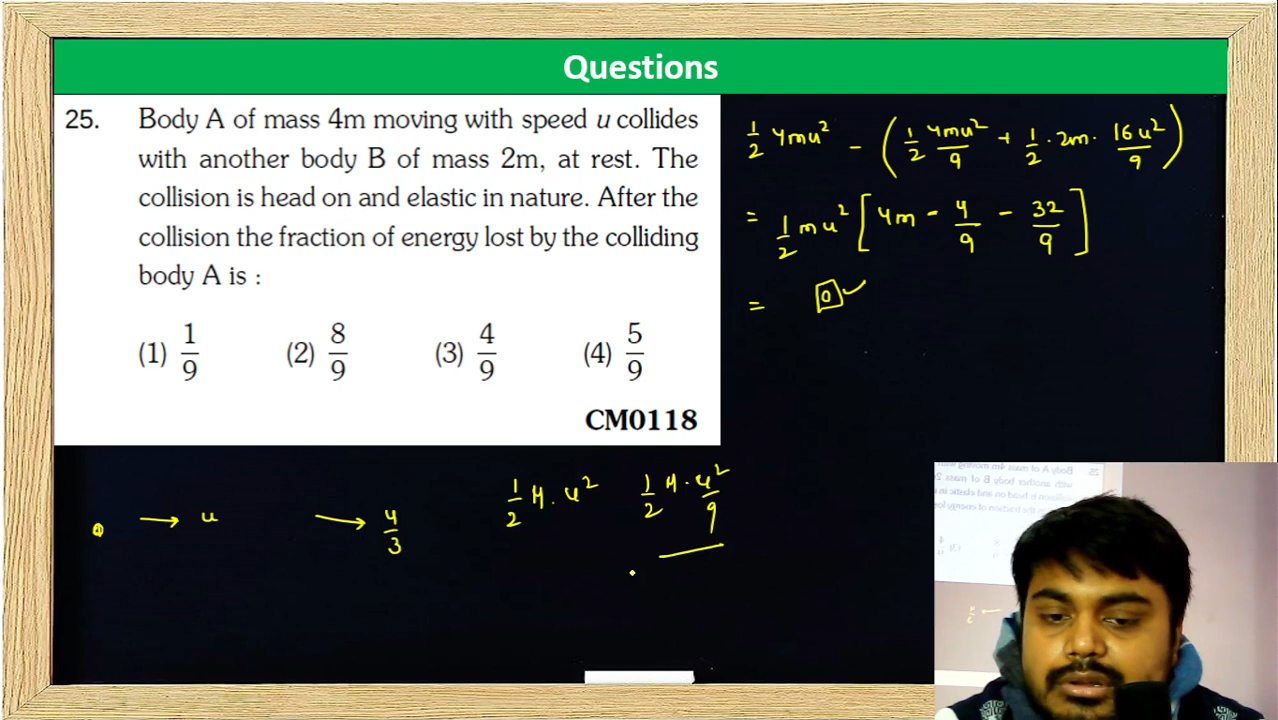 Questions
25. Body A of mass 4m moving with speed u collides
with another body B of mass 2m, at rest. The
collision is head on and elastic in nature. After the
collision the fraction of energy lost by the colliding
body A is :
(1) 1/9 (2) 8/9 (3) 4/9 (4) 5/9
CM0118
1/2 4mu² - (1/2 4mu²/9 + 1/2 · 2m · 16u²/9)
= 1/2 mu² [4m - 4/9 - 32/9]
= 0 ✓
→ u → u/3 1/2 M · u² 1/2 M · u²/9